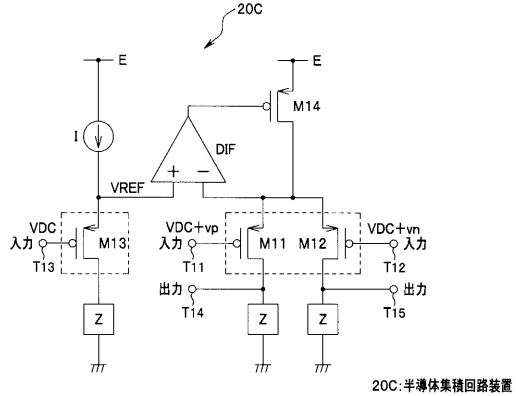 20C
E
E
M14
I
DIF
+
−
VREF
VDC
入力
M13
T13
VDC+vp
入力
M11
T11
M12
VDC+vn
入力
T12
出力
T14
出力
T15
Z
Z
Z
20C:半導体集積回路装置